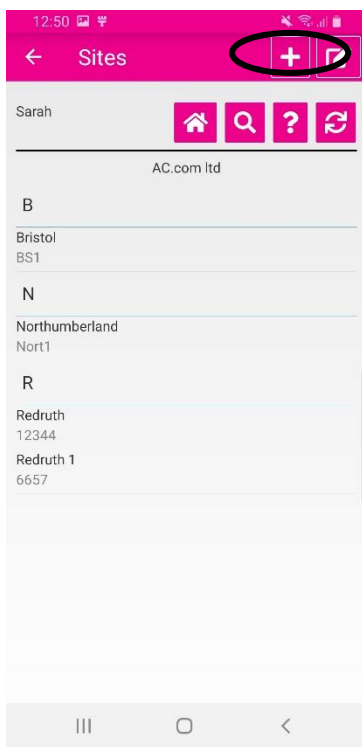 12:50
Sites
Sarah
?
AC.com ltd
B
Bristol
BS1
N
Northumberland
Nort1
R
Redruth
12344
Redruth 1
6657